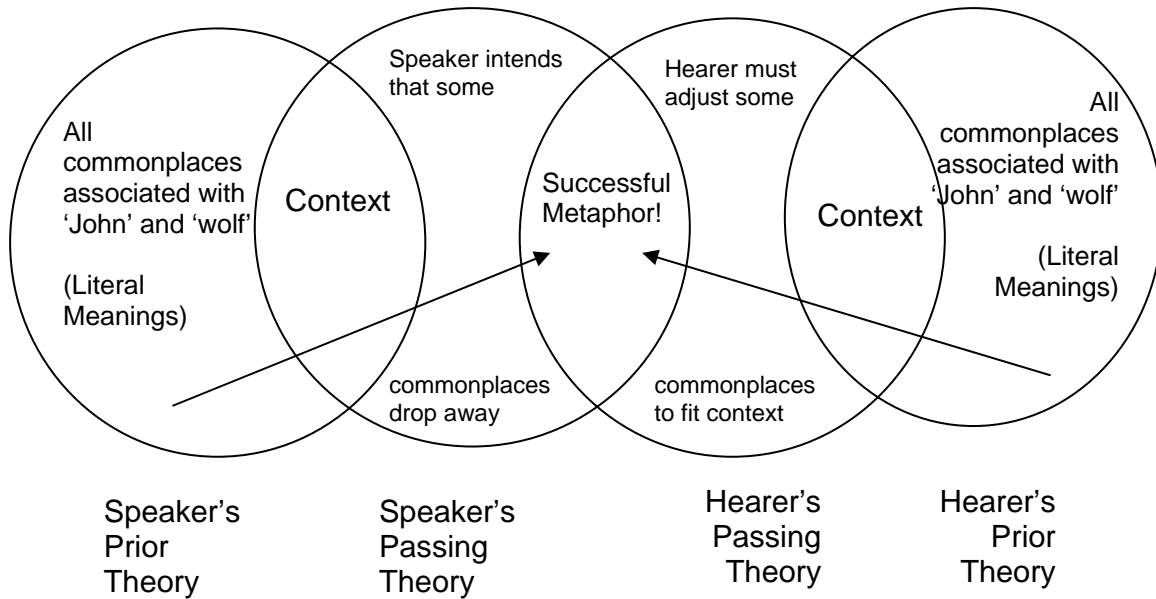 Speaker intends
that some
Hearer must
adjust some
All
commonplaces
associated with
‘John’ and ‘wolf’
(Literal
Meanings)
Context
Successful
Metaphor!
Context
All
commonplaces
associated with
‘John’ and ‘wolf’
(Literal
Meanings)
commonplaces
drop away
commonplaces
to fit context
Speaker’s
Prior
Theory
Speaker’s
Passing
Theory
Hearer’s
Passing
Theory
Hearer’s
Prior
Theory